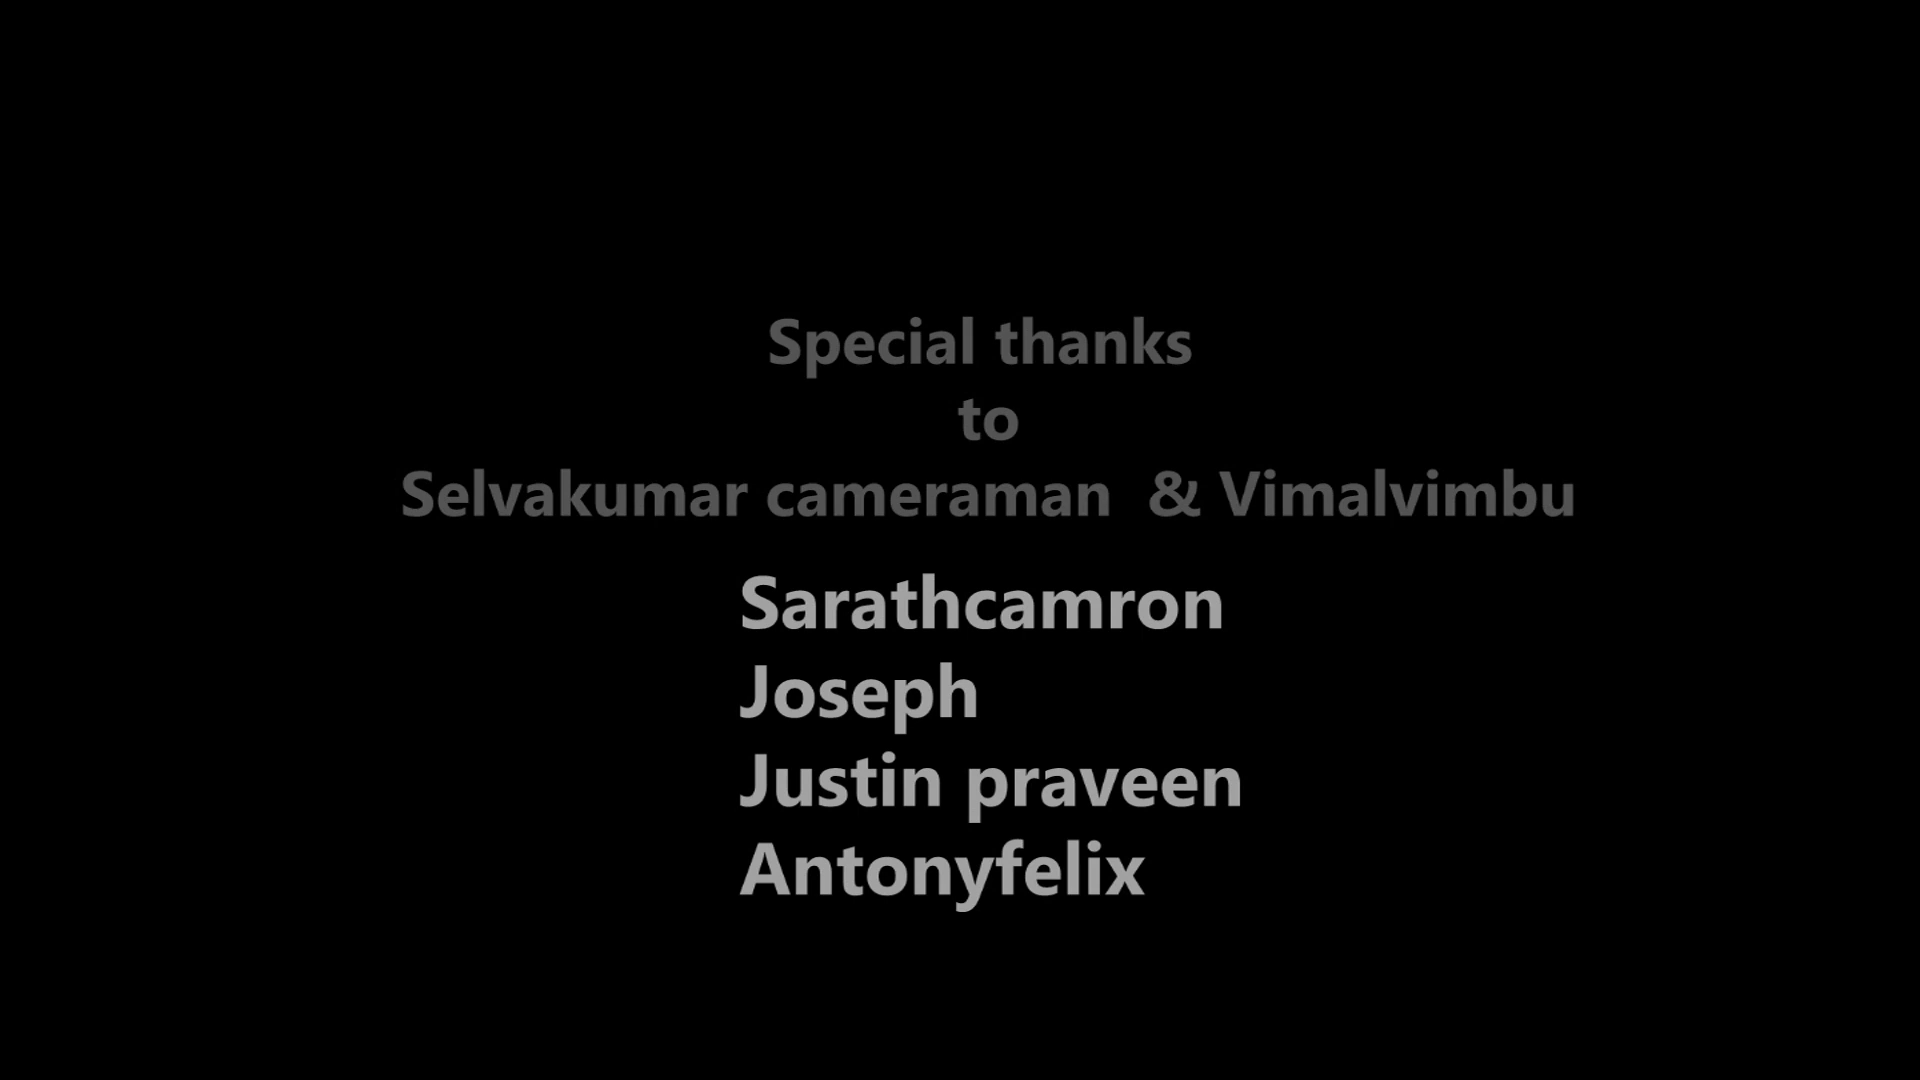 Special thanks
to
Selvakumar cameraman  & Vimalvimbu
Sarathcamron
Joseph
Justin praveen
Antonyfelix